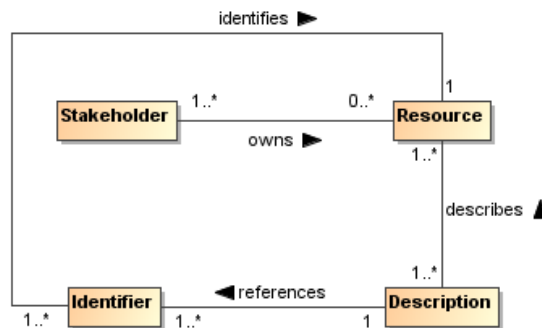 identifies ►
1
1..* 0..*
Stakeholder Resource
owns ►
1..*
describes ▲
1..*
◄ references
Identifier Description
1..* 1..* 1